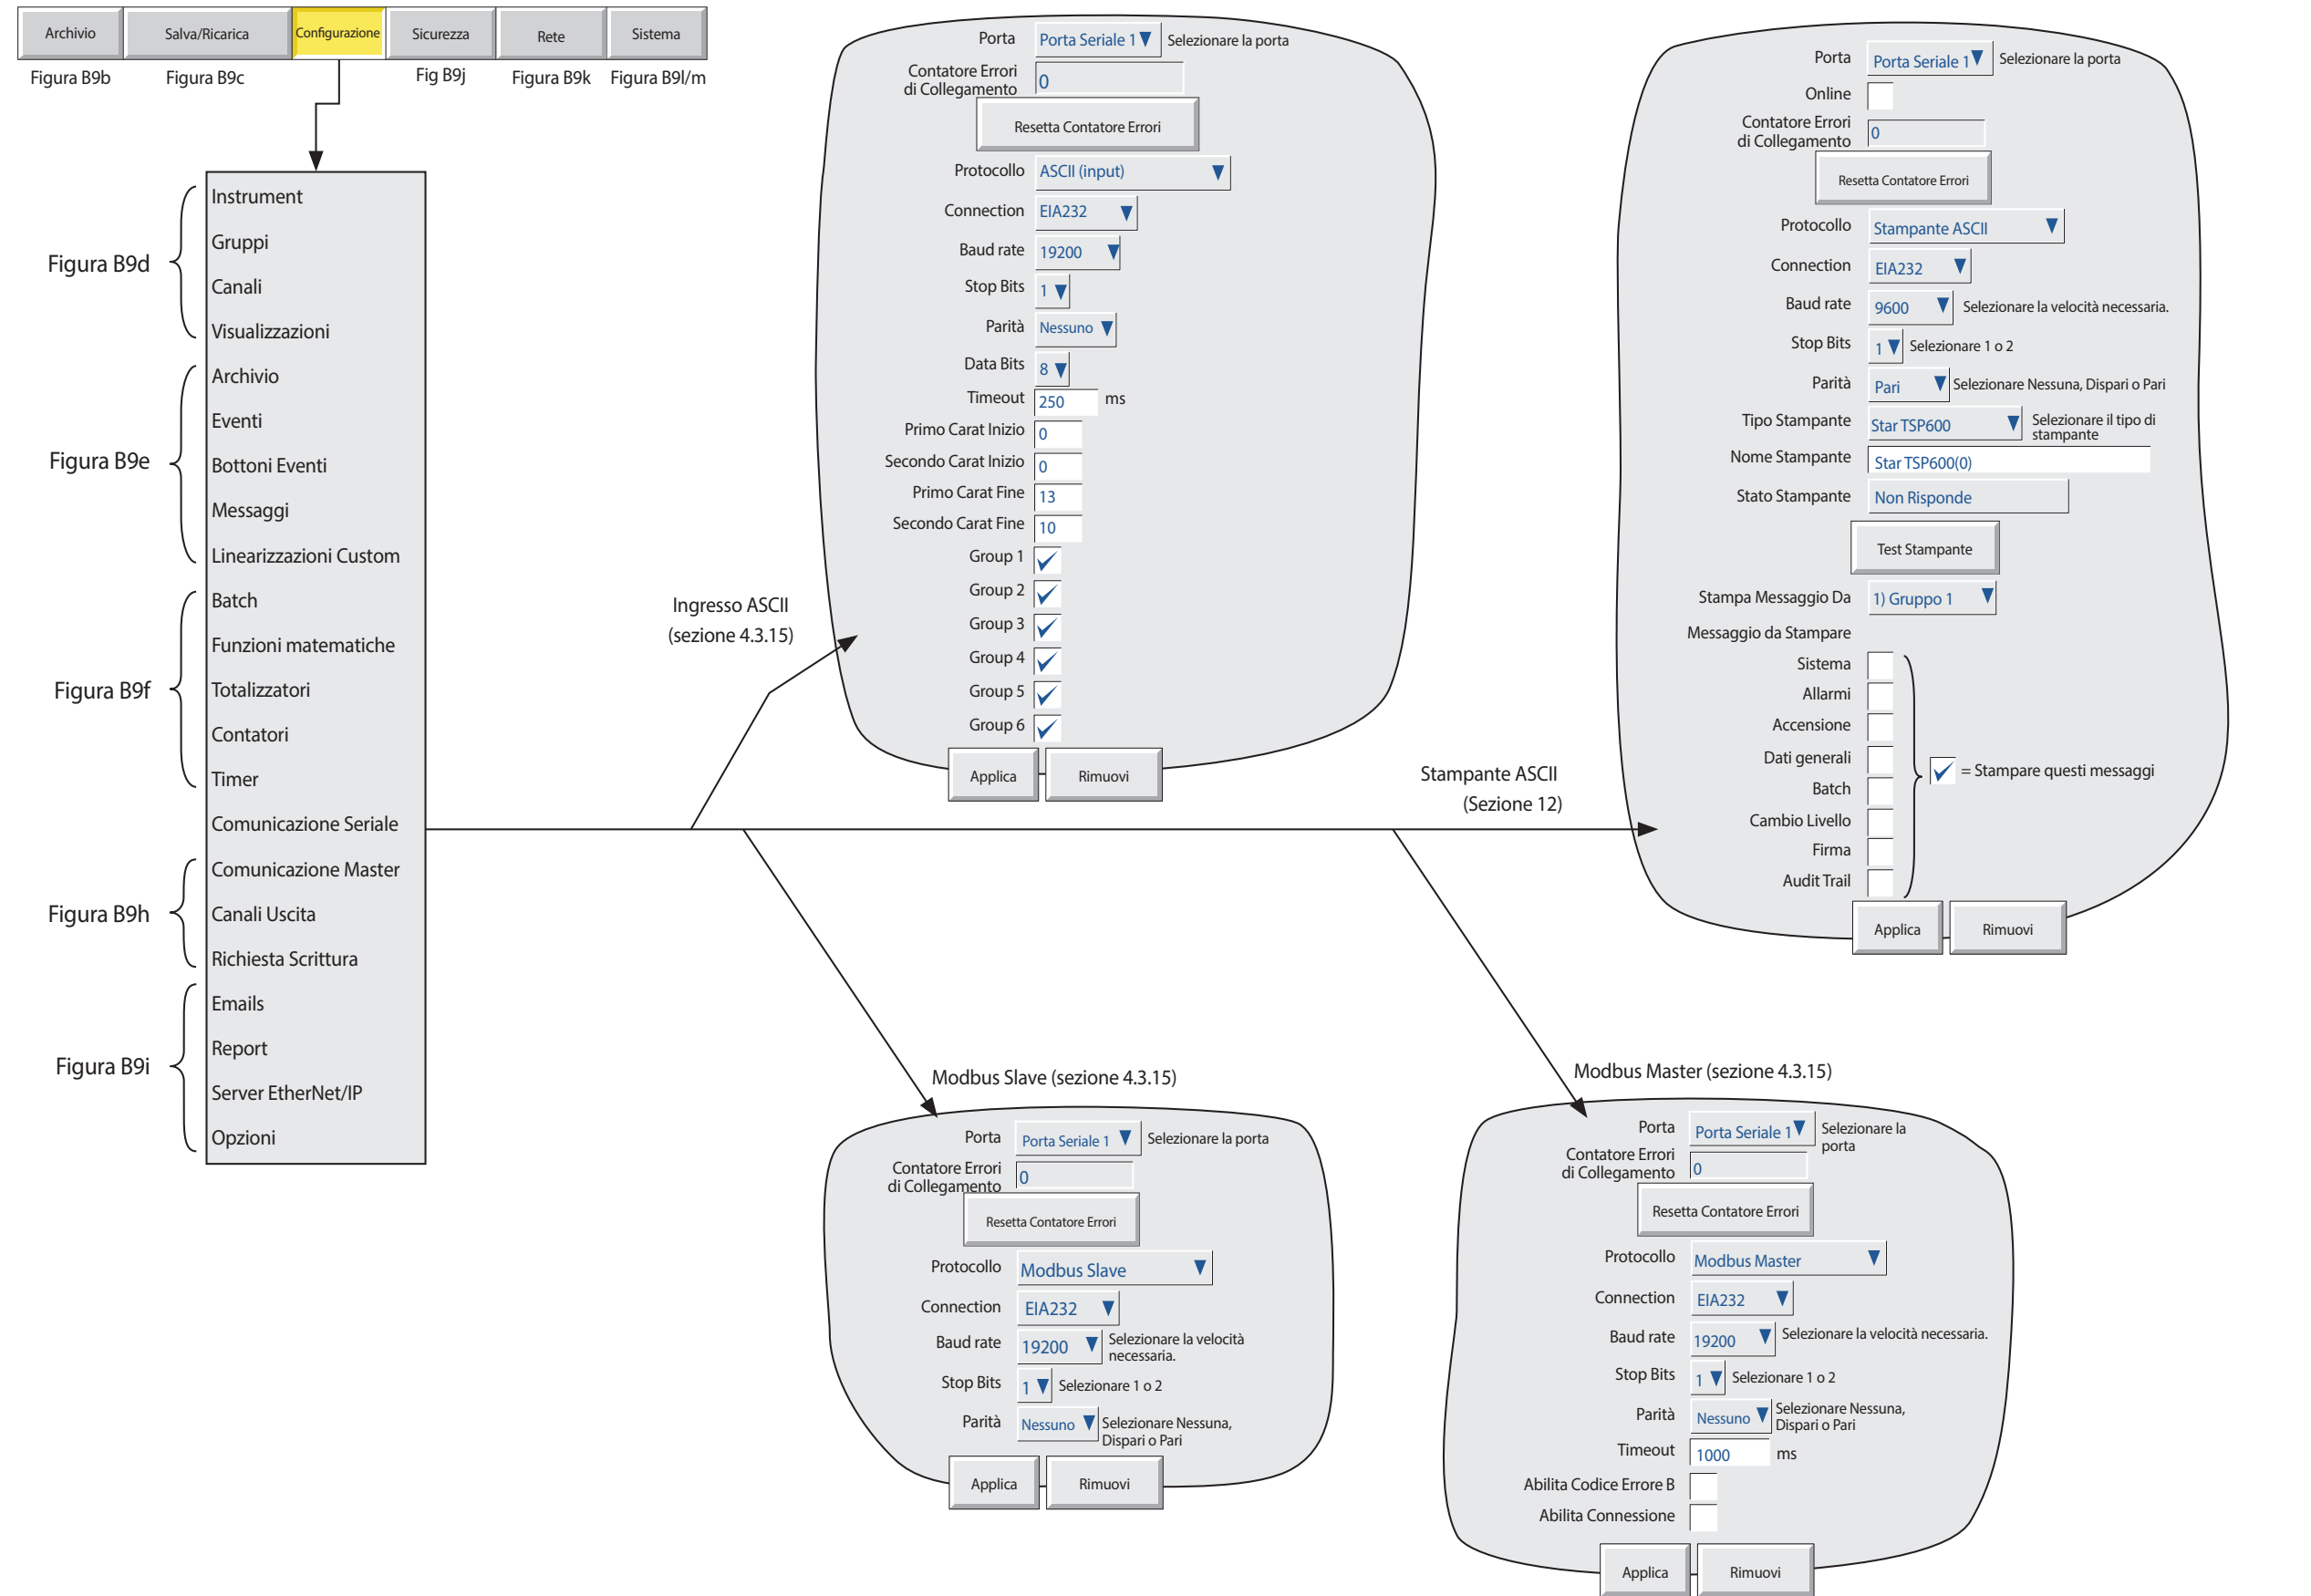 Archivio
Salva/Ricarica
Configurazione
Sicurezza
Rete
Sistema
Figura B9b
Figura B9c
Fig B9j
Figura B9k
Figura B9l/m
Figura B9d
Instrument
Gruppi
Canali
Visualizzazioni
Figura B9e
Archivio
Eventi
Bottoni Eventi
Messaggi
Linearizzazioni Custom
Figura B9f
Batch
Funzioni matematiche
Totalizzatori
Contatori
Timer
Comunicazione Seriale
Figura B9h
Comunicazione Master
Canali Uscita
Richiesta Scrittura
Figura B9i
Emails
Report
Server EtherNet/IP
Opzioni
Ingresso ASCII
(sezione 4.3.15)
Porta Porta Seriale 1 Selezionare la porta
Contatore Errori
di Collegamento 0
Resetta Contatore Errori
Protocollo ASCII (input)
Connection EIA232
Baud rate 19200
Stop Bits 1
Parità Nessuno
Data Bits 8
Timeout 250 ms
Primo Carat Inizio 0
Secondo Carat Inizio 0
Primo Carat Fine 13
Secondo Carat Fine 10
Group 1
Group 2
Group 3
Group 4
Group 5
Group 6
Applica Rimuovi
Stampante ASCII
(Sezione 12)
Porta Porta Seriale 1 Selezionare la porta
Online
Contatore Errori
di Collegamento 0
Resetta Contatore Errori
Protocollo Stampante ASCII
Connection EIA232
Baud rate 9600 Selezionare la velocità necessaria.
Stop Bits 1 Selezionare 1 o 2
Parità Pari Selezionare Nessuna, Dispari o Pari
Tipo Stampante Star TSP600 Selezionare il tipo di
stampante
Nome Stampante Star TSP600(0)
Stato Stampante Non Risponde
Test Stampante
Stampa Messaggio Da 1) Gruppo 1
Messaggio da Stampare
Sistema
Allarmi
Accensione
Dati generali
= Stampare questi messaggi
Batch
Cambio Livello
Firma
Audit Trail
Applica Rimuovi
Modbus Slave (sezione 4.3.15)
Porta Porta Seriale 1 Selezionare la porta
Contatore Errori
di Collegamento 0
Resetta Contatore Errori
Protocollo Modbus Slave
Connection EIA232
Baud rate 19200 Selezionare la velocità
necessaria.
Stop Bits 1 Selezionare 1 o 2
Parità Nessuno Selezionare Nessuna,
Dispari o Pari
Applica Rimuovi
Modbus Master (sezione 4.3.15)
Porta Porta Seriale 1 Selezionare la
porta
Contatore Errori
di Collegamento 0
Resetta Contatore Errori
Protocollo Modbus Master
Connection EIA232
Baud rate 19200 Selezionare la velocità necessaria.
Stop Bits 1 Selezionare 1 o 2
Parità Nessuno Selezionare Nessuna,
Dispari o Pari
Timeout 1000 ms
Abilita Codice Errore B
Abilita Connessione
Applica Rimuovi